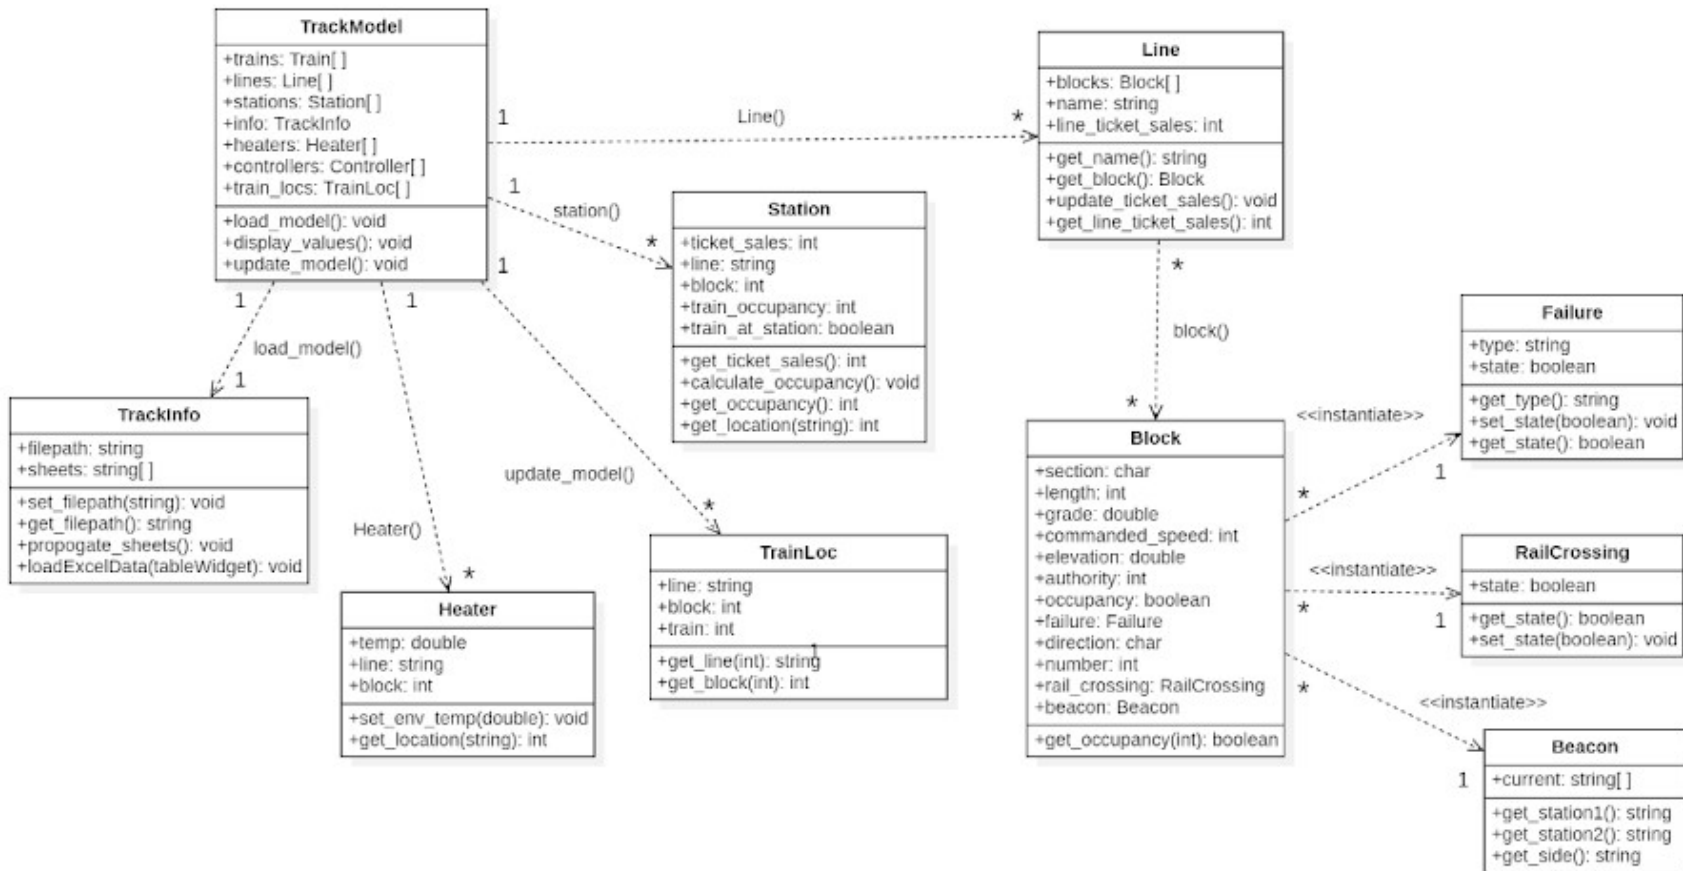 TrackModel
+trains: Train[ ]
+lines: Line[ ]
+stations: Station[ ]
+info: TrackInfo
+heaters: Heater[ ]
+controllers: Controller[ ]
+train_locs: TrainLoc[ ]
+load_model(): void
+display_values(): void
+update_model(): void
1
Line()
*
Line
+blocks: Block[ ]
+name: string
+line_ticket_sales: int
+get_name(): string
+get_block(): Block
+update_ticket_sales(): void
+get_line_ticket_sales(): int
1
station()
*
Station
+ticket_sales: int
+line: string
+block: int
+train_occupancy: int
+train_at_station: boolean
+get_ticket_sales(): int
+calculate_occupancy(): void
+get_occupancy(): int
+get_location(string): int
1
load_model()
1
TrackInfo
+filepath: string
+sheets: string[ ]
+set_filepath(string): void
+get_filepath(): string
+propogate_sheets(): void
+loadExcelData(tableWidget): void
1
Heater()
*
Heater
+temp: double
+line: string
+block: int
+set_env_temp(double): void
+get_location(string): int
1
update_model()
*
TrainLoc
+line: string
+block: int
+train: int
+get_line(int): string
+get_block(int): int
*
block()
*
Block
+section: char
+length: int
+grade: double
+commanded_speed: int
+elevation: double
+authority: int
+occupancy: boolean
+failure: Failure
+direction: char
+number: int
+rail_crossing: RailCrossing
+beacon: Beacon
+get_occupancy(int): boolean
<<instantiate>>
*
1
Failure
+type: string
+state: boolean
+get_type(): string
+set_state(boolean): void
+get_state(): boolean
<<instantiate>>
*
1
RailCrossing
+state: boolean
+get_state(): boolean
+set_state(boolean): void
*
<<instantiate>>
1
Beacon
+current: string[ ]
+get_station1(): string
+get_station2(): string
+get_side(): string